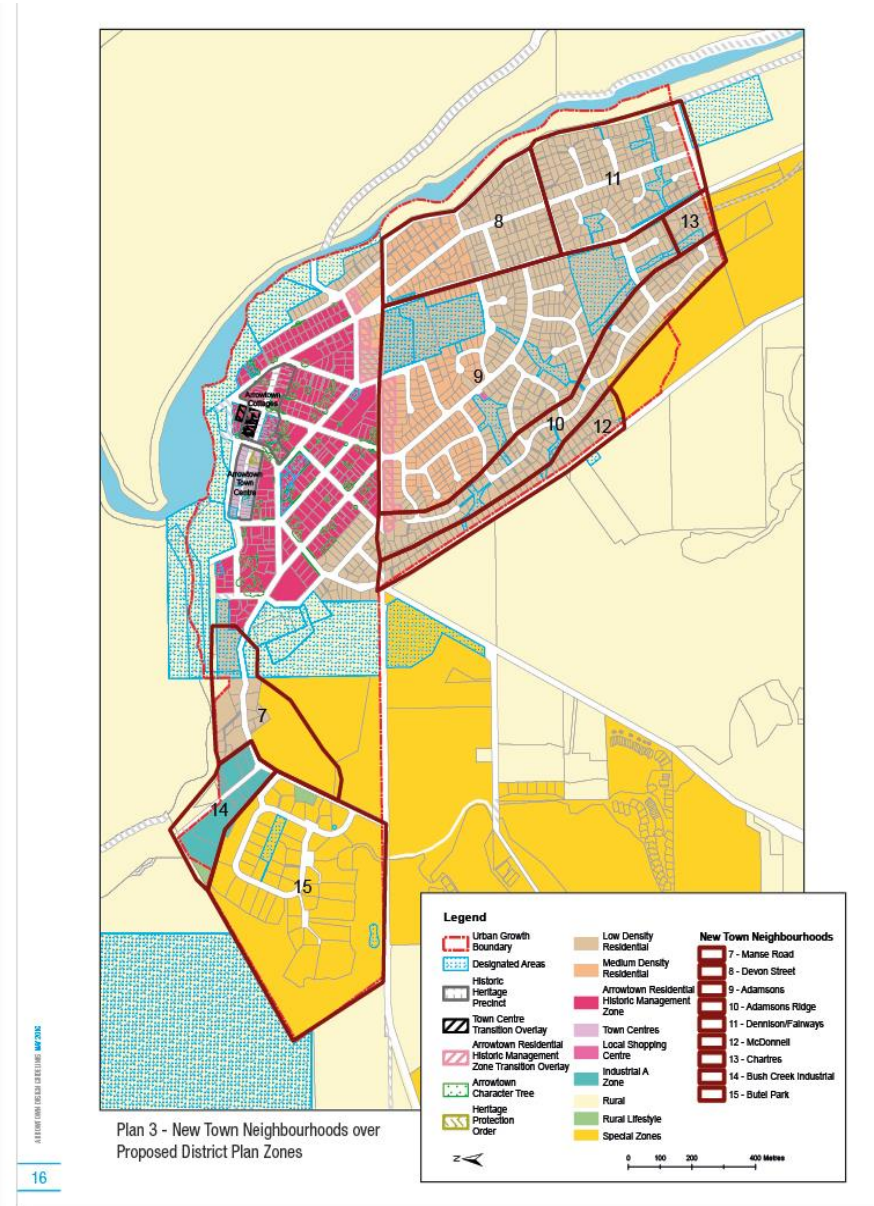 11
8
13
9
10
12
Arrowtown
Cottages
Arrowtown
Town
Centre
7
14
15
Legend
Urban Growth
Boundary
Designated Areas
Historic
Heritage
Precinct
Town Centre
Transition Overlay
Arrowtown Residential
Historic Management
Zone Transition Overlay
Arrowtown
Character Tree
Heritage
Protection
Order
Low Density
Residential
Medium Density
Residential
Arrowtown Residential
Historic Management
Zone
Town Centres
Local Shopping
Centre
Industrial A
Zone
Rural
Rural Lifestyle
Special Zones
New Town Neighbourhoods
7 - Manse Road
8 - Devon Street
9 - Adamsons
10 - Adamsons Ridge
11 - Dennison/Fairways
12 - McDonnell
13 - Chartres
14 - Bush Creek Industrial
15 - Butel Park
N
0 100 200 400 Metres
Plan 3 - New Town Neighbourhoods over
Proposed District Plan Zones
ARROWTOWN DESIGN GUIDELINES MAY 2016
16